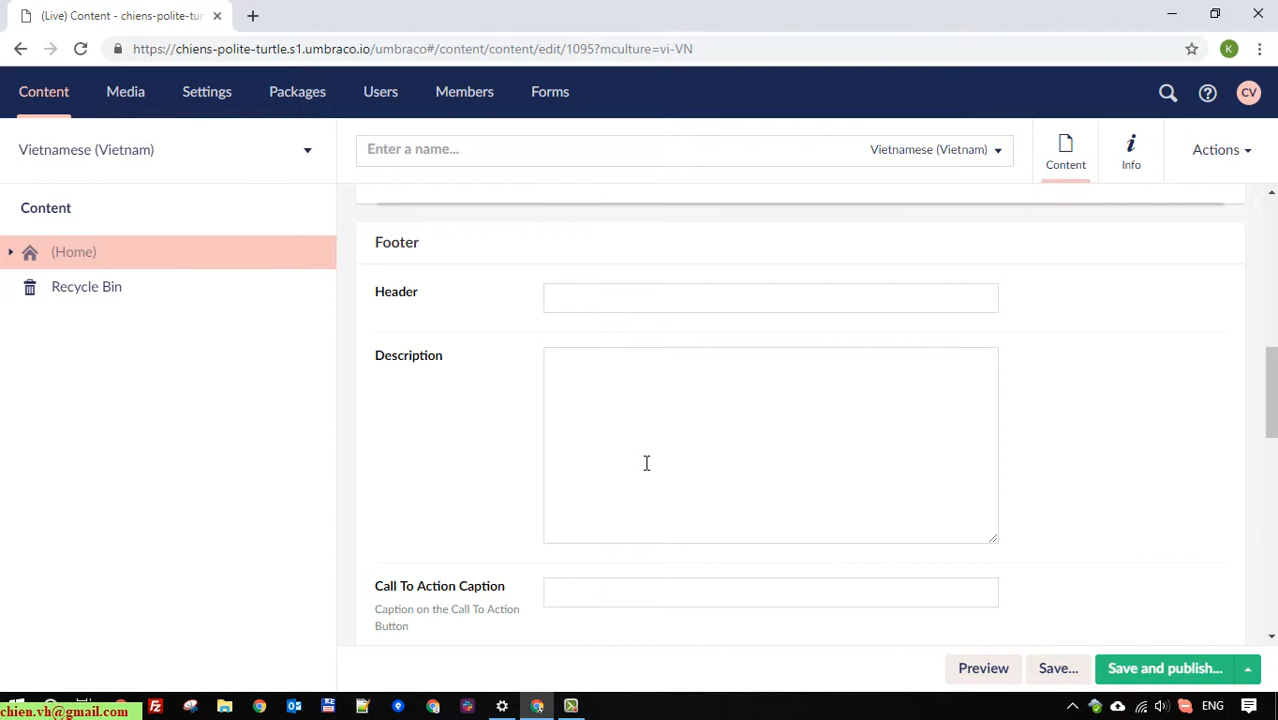 (Live) Content - chiens-polite-tur
https://chiens-polite-turtle.s1.umbraco.io/umbraco#/content/content/edit/1095?mculture=vi-VN
K
Content Media Settings Packages Users Members Forms
CV
Vietnamese (Vietnam)
Enter a name...
Vietnamese (Vietnam)
Content
Info
Actions
Content
(Home)
Recycle Bin
Footer
Header
Description
Call To Action Caption
Caption on the Call To Action
Button
Preview
Save...
Save and publish...
chien.vh@gmail.com
ENG